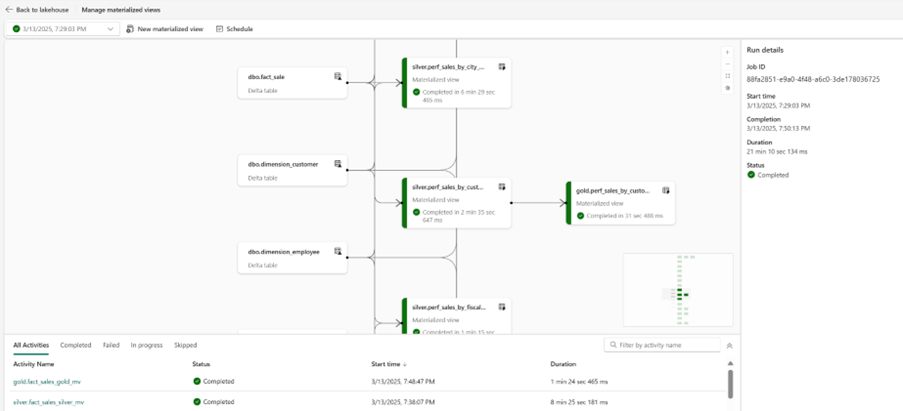 Back to lakehouse
Manage materialized views
3/13/2025, 7:29:03 PM
New materialized view
Schedule
dbo.fact_sale
Delta table
silver.perf_sales_by_city_...
Materialized view
Completed in 6 min 29 sec
465 ms
dbo.dimension_customer
Delta table
silver.perf_sales_by_cust...
Materialized view
Completed in 2 min 35 sec
647 ms
gold.perf_sales_by_custo...
Materialized view
Completed in 31 sec 486 ms
dbo.dimension_employee
Delta table
silver.perf_sales_by_fiscal...
Materialized view
Completed in 1 min 15 sec
Run details
Job ID
88fa2851-e9a0-4f48-a6c0-3de178036725
Start time
3/13/2025, 7:29:03 PM
Completion
3/13/2025, 7:50:13 PM
Duration
21 min 10 sec 134 ms
Status
Completed
All Activities Completed Failed In progress Skipped
Filter by activity name
Activity Name Status Start time ↓ Duration
gold.fact_sales_gold_mv Completed 3/13/2025, 7:48:47 PM 1 min 24 sec 465 ms
silver.fact_sales_silver_mv Completed 3/13/2025, 7:38:07 PM 8 min 25 sec 181 ms